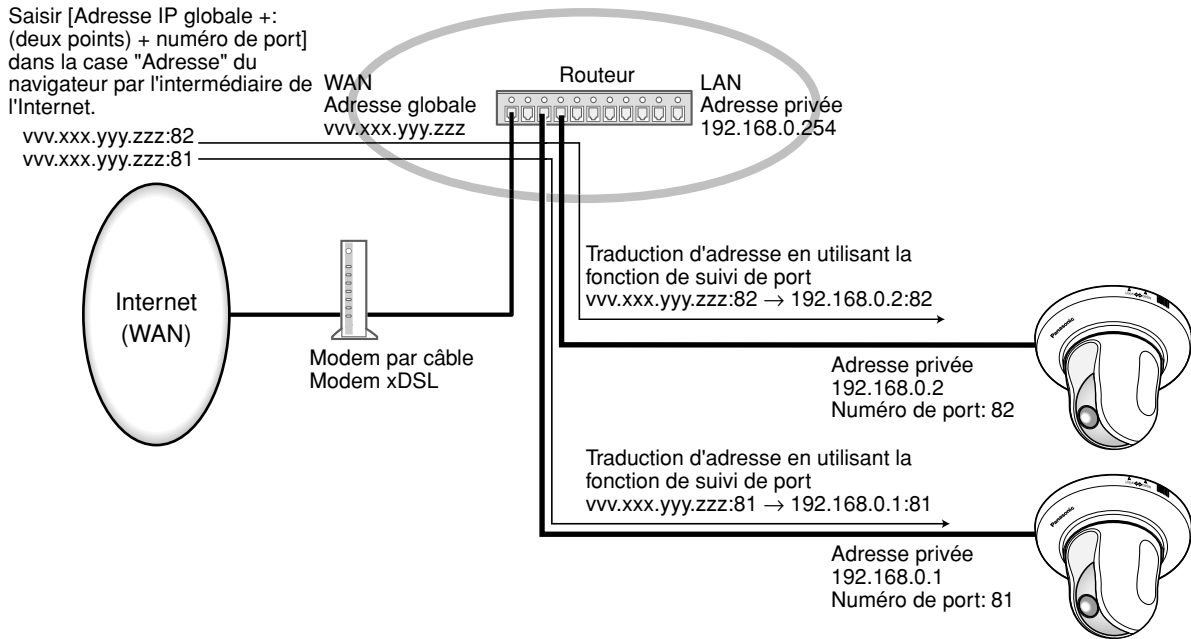 Saisir [Adresse IP globale +:
(deux points) + numéro de port]
dans la case "Adresse" du
navigateur par l'intermédiaire de
l'Internet.
vvv.xxx.yyy.zzz:82
vvv.xxx.yyy.zzz:81
WAN
Adresse globale
vvv.xxx.yyy.zzz
Routeur
LAN
Adresse privée
192.168.0.254
Internet
(WAN)
Modem par câble
Modem xDSL
Traduction d'adresse en utilisant la
fonction de suivi de port
vvv.xxx.yyy.zzz:82 → 192.168.0.2:82
Panasonic
Adresse privée
192.168.0.2
Numéro de port: 82
Traduction d'adresse en utilisant la
fonction de suivi de port
vvv.xxx.yyy.zzz:81 → 192.168.0.1:81
Panasonic
Adresse privée
192.168.0.1
Numéro de port: 81